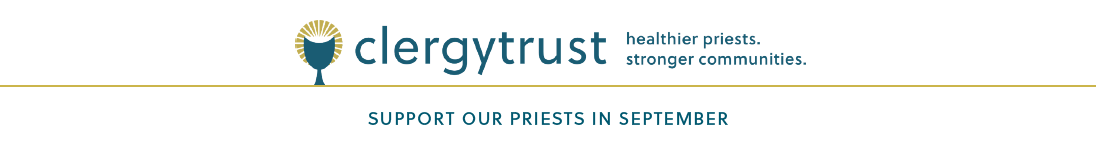 clergytrust
healthier priests.
stronger communities.
SUPPORT OUR PRIESTS IN SEPTEMBER